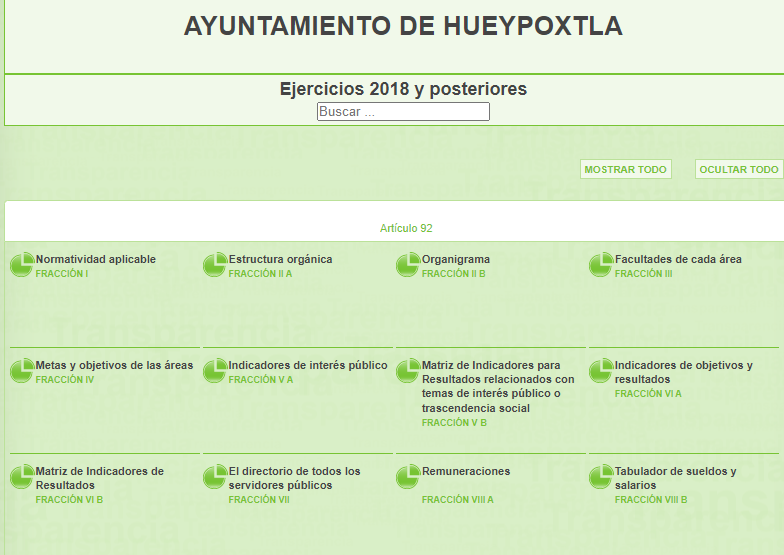 AYUNTAMIENTO DE HUEYPOXTLA
Ejercicios 2018 y posteriores
Buscar ...
MOSTRAR TODO
OCULTAR TODO
Artículo 92
Normatividad aplicable
FRACCIÓN I
Estructura orgánica
FRACCIÓN II A
Organigrama
FRACCIÓN II B
Facultades de cada área
FRACCIÓN III
Metas y objetivos de las áreas
FRACCIÓN IV
Indicadores de interés público
FRACCIÓN V A
Matriz de Indicadores para
Resultados relacionados con
temas de interés público o
trascendencia social
FRACCIÓN V B
Indicadores de objetivos y
resultados
FRACCIÓN VI A
Matriz de Indicadores de
Resultados
FRACCIÓN VI B
El directorio de todos los
servidores públicos
FRACCIÓN VII
Remuneraciones
FRACCIÓN VIII A
Tabulador de sueldos y
salarios
FRACCIÓN VIII B